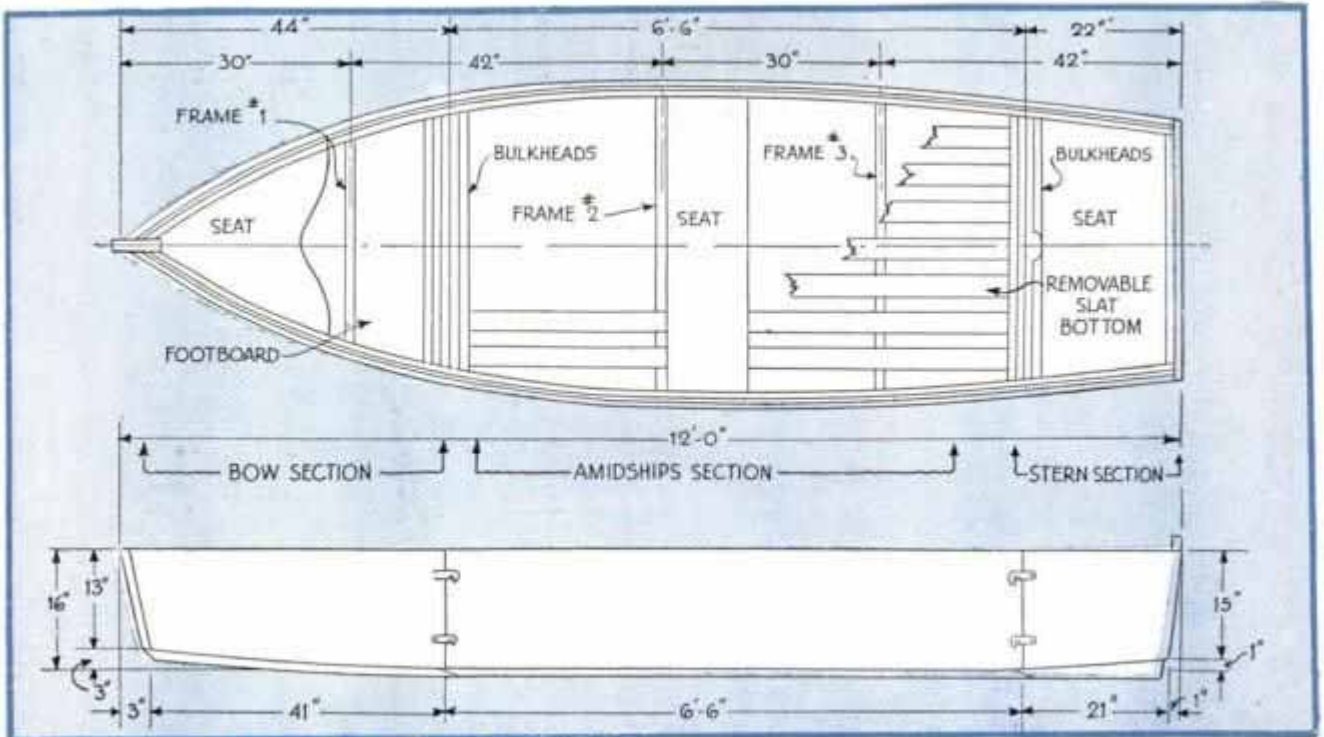 44" 6'-6" 22"
30" 42" 30" 42"
FRAME #1
BULKHEADS
FRAME #3
BULKHEADS
SEAT
FRAME #2
SEAT
SEAT
REMOVABLE
SLAT
BOTTOM
FOOTBOARD
12'-0"
BOW SECTION
AMIDSHIPS SECTION
STERN SECTION
16" 13" 15"
3" 1"
3" 41" 6'-6" 21" 1"